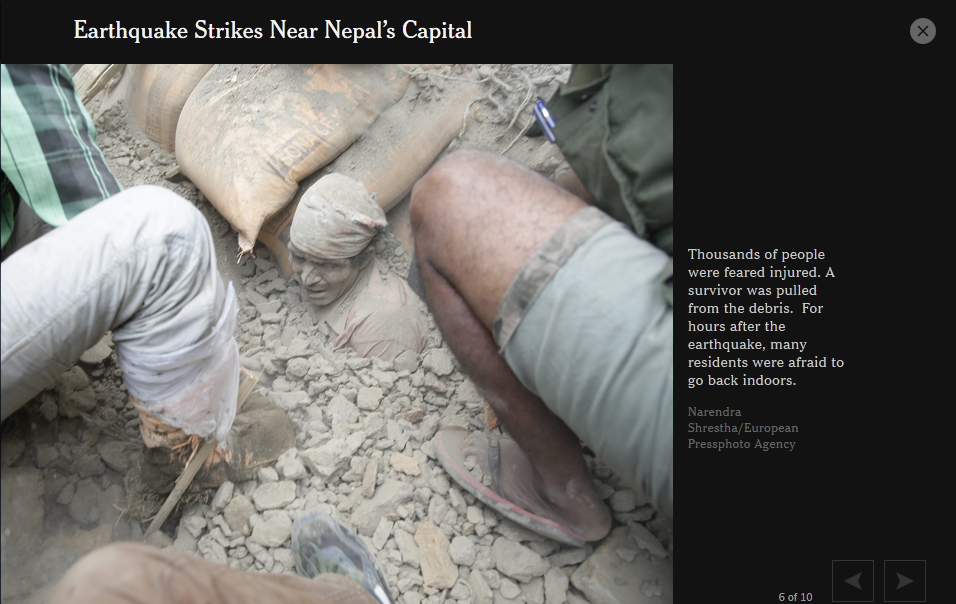 Earthquake Strikes Near Nepal’s Capital
Thousands of people
were feared injured. A
survivor was pulled
from the debris.  For
hours after the
earthquake, many
residents were afraid to
go back indoors.
Narendra
Shrestha/European
Pressphoto Agency
6 of 10